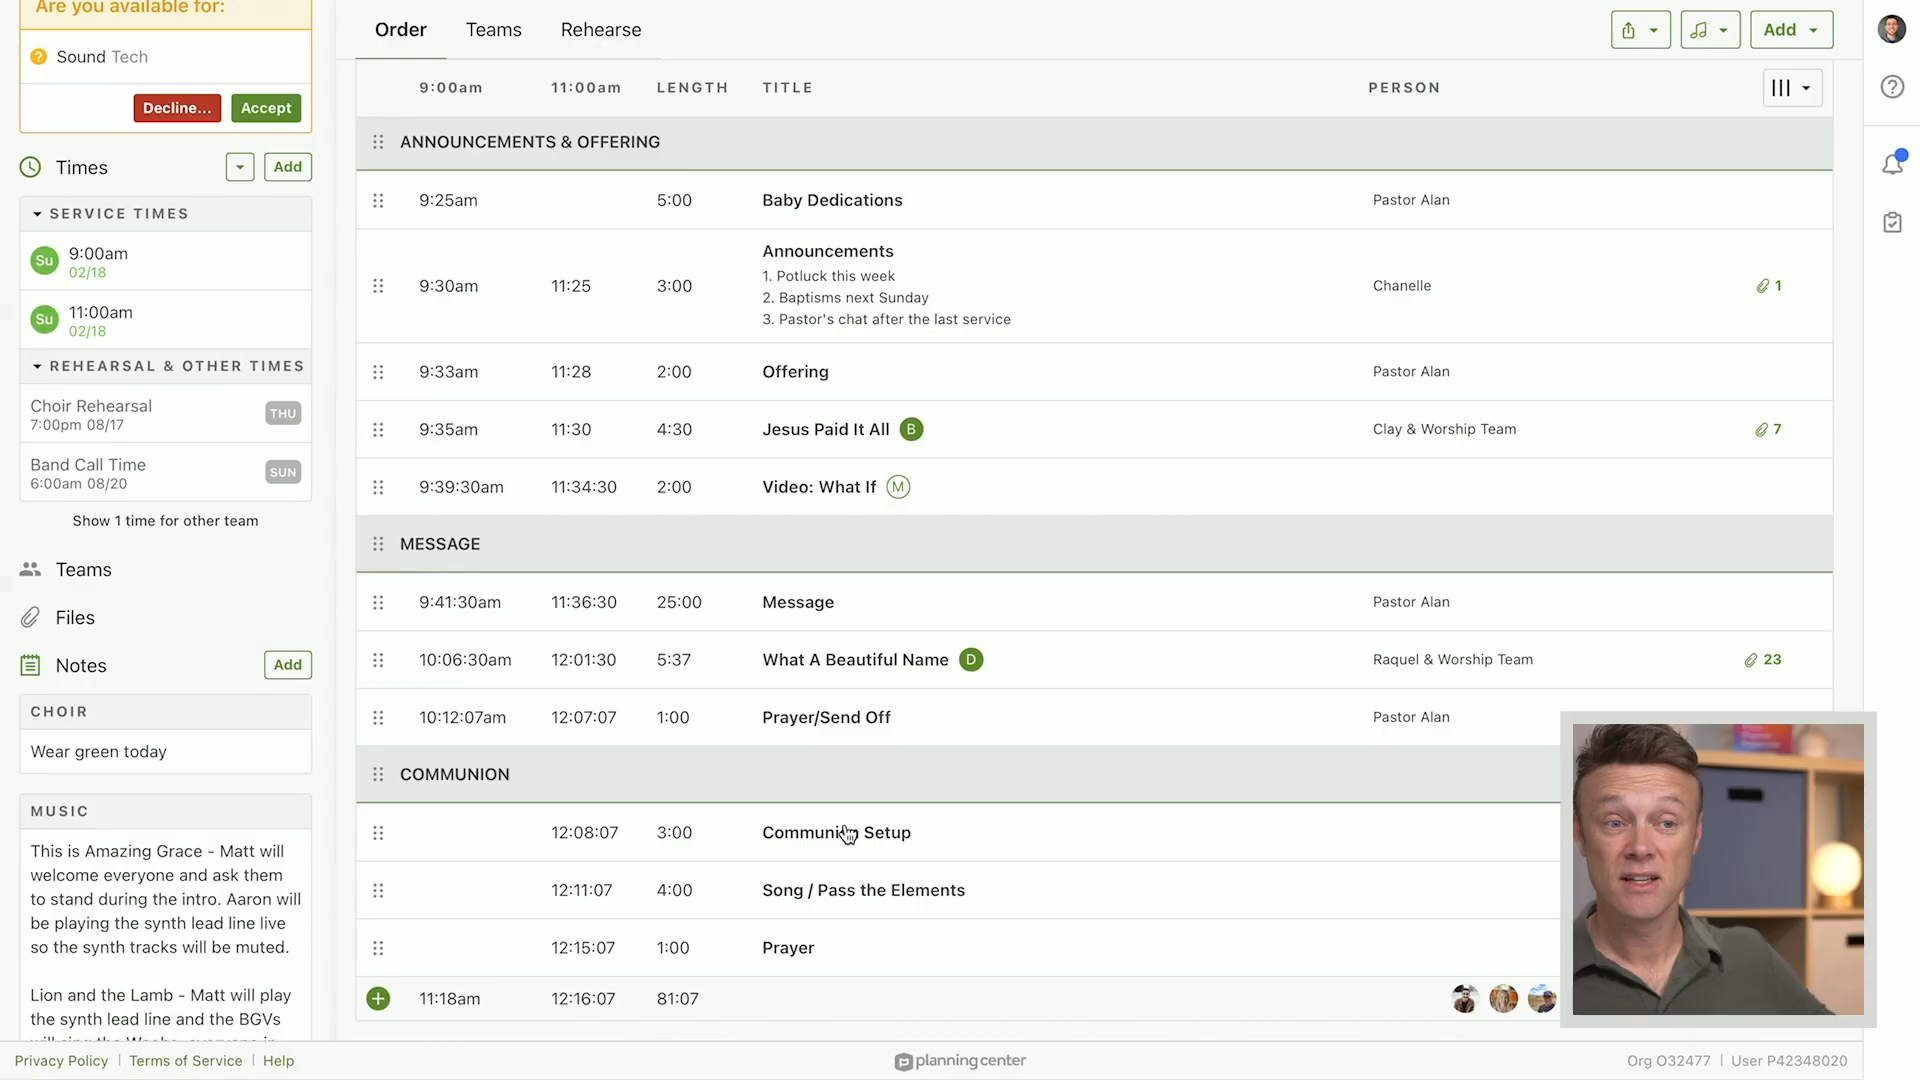 Are you available for:
Sound Tech
Decline...
Accept
Times
Add
SERVICE TIMES
Su
9:00am
02/18
Su
11:00am
02/18
REHEARSAL & OTHER TIMES
Choir Rehearsal
7:00pm 08/17
THU
Band Call Time
6:00am 08/20
SUN
Show 1 time for other team
Teams
Files
Notes
Add
CHOIR
Wear green today
MUSIC
This is Amazing Grace - Matt will
welcome everyone and ask them
to stand during the intro. Aaron will
be playing the synth lead line live
so the synth tracks will be muted.
Lion and the Lamb - Matt will play
the synth lead line and the BGVs
Order
Teams
Rehearse
Add
9:00am 11:00am LENGTH TITLE PERSON
ANNOUNCEMENTS & OFFERING
9:25am 5:00 Baby Dedications Pastor Alan
Announcements
1. Potluck this week
9:30am 11:25 3:00 Chanelle 1
2. Baptisms next Sunday
3. Pastor's chat after the last service
9:33am 11:28 2:00 Offering Pastor Alan
9:35am 11:30 4:30 Jesus Paid It All B Clay & Worship Team 7
9:39:30am 11:34:30 2:00 Video: What If M
MESSAGE
9:41:30am 11:36:30 25:00 Message Pastor Alan
10:06:30am 12:01:30 5:37 What A Beautiful Name D Raquel & Worship Team 23
10:12:07am 12:07:07 1:00 Prayer/Send Off Pastor Alan
COMMUNION
12:08:07 3:00 Communion Setup
12:11:07 4:00 Song / Pass the Elements
12:15:07 1:00 Prayer
11:18am 12:16:07 81:07
Privacy Policy | Terms of Service | Help
planning center
Org O32477 | User P42348020